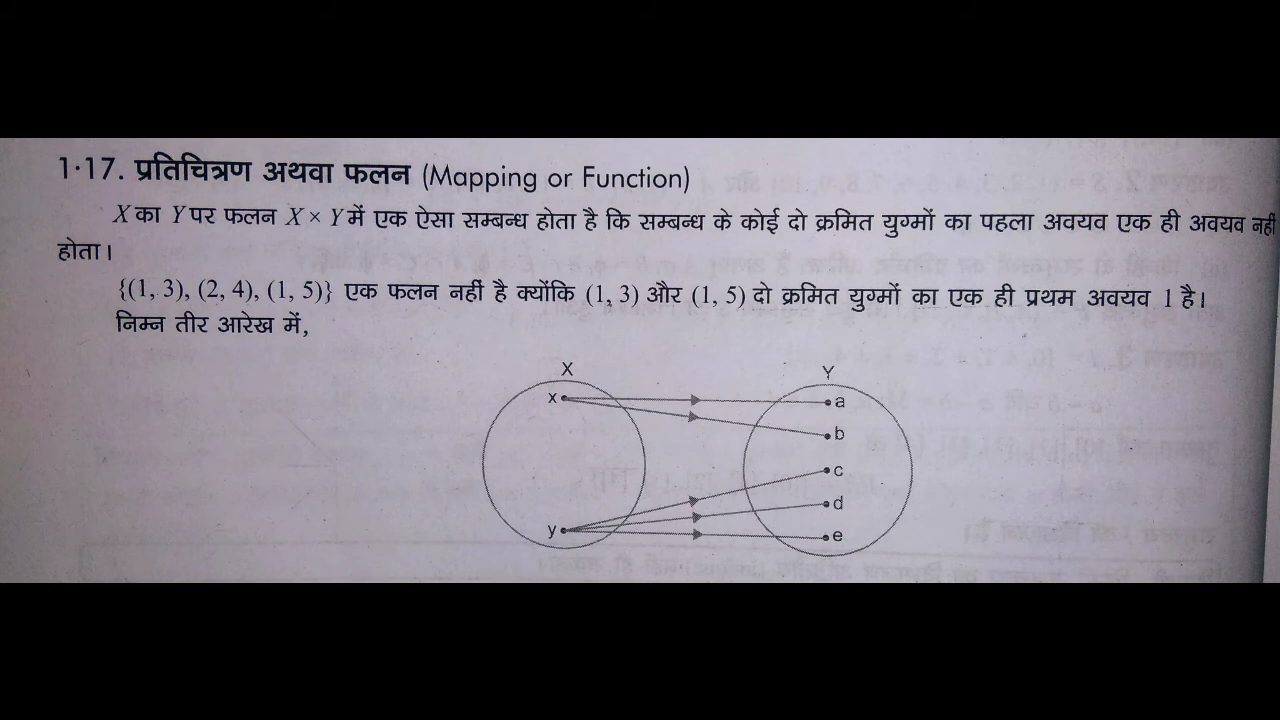 1·17. प्रतिचित्रण अथवा फलन (Mapping or Function)
X का Y पर फलन X × Y में एक ऐसा सम्बन्ध होता है कि सम्बन्ध के कोई दो क्रमित युग्मों का पहला अवयव एक ही अवयव नहीं
होता।
{(1, 3), (2, 4), (1, 5)} एक फलन नहीं है क्योंकि (1, 3) और (1, 5) दो क्रमित युग्मों का एक ही प्रथम अवयव 1 है।
निम्न तीर आरेख में,
X Y
x a
b
c
d
y e